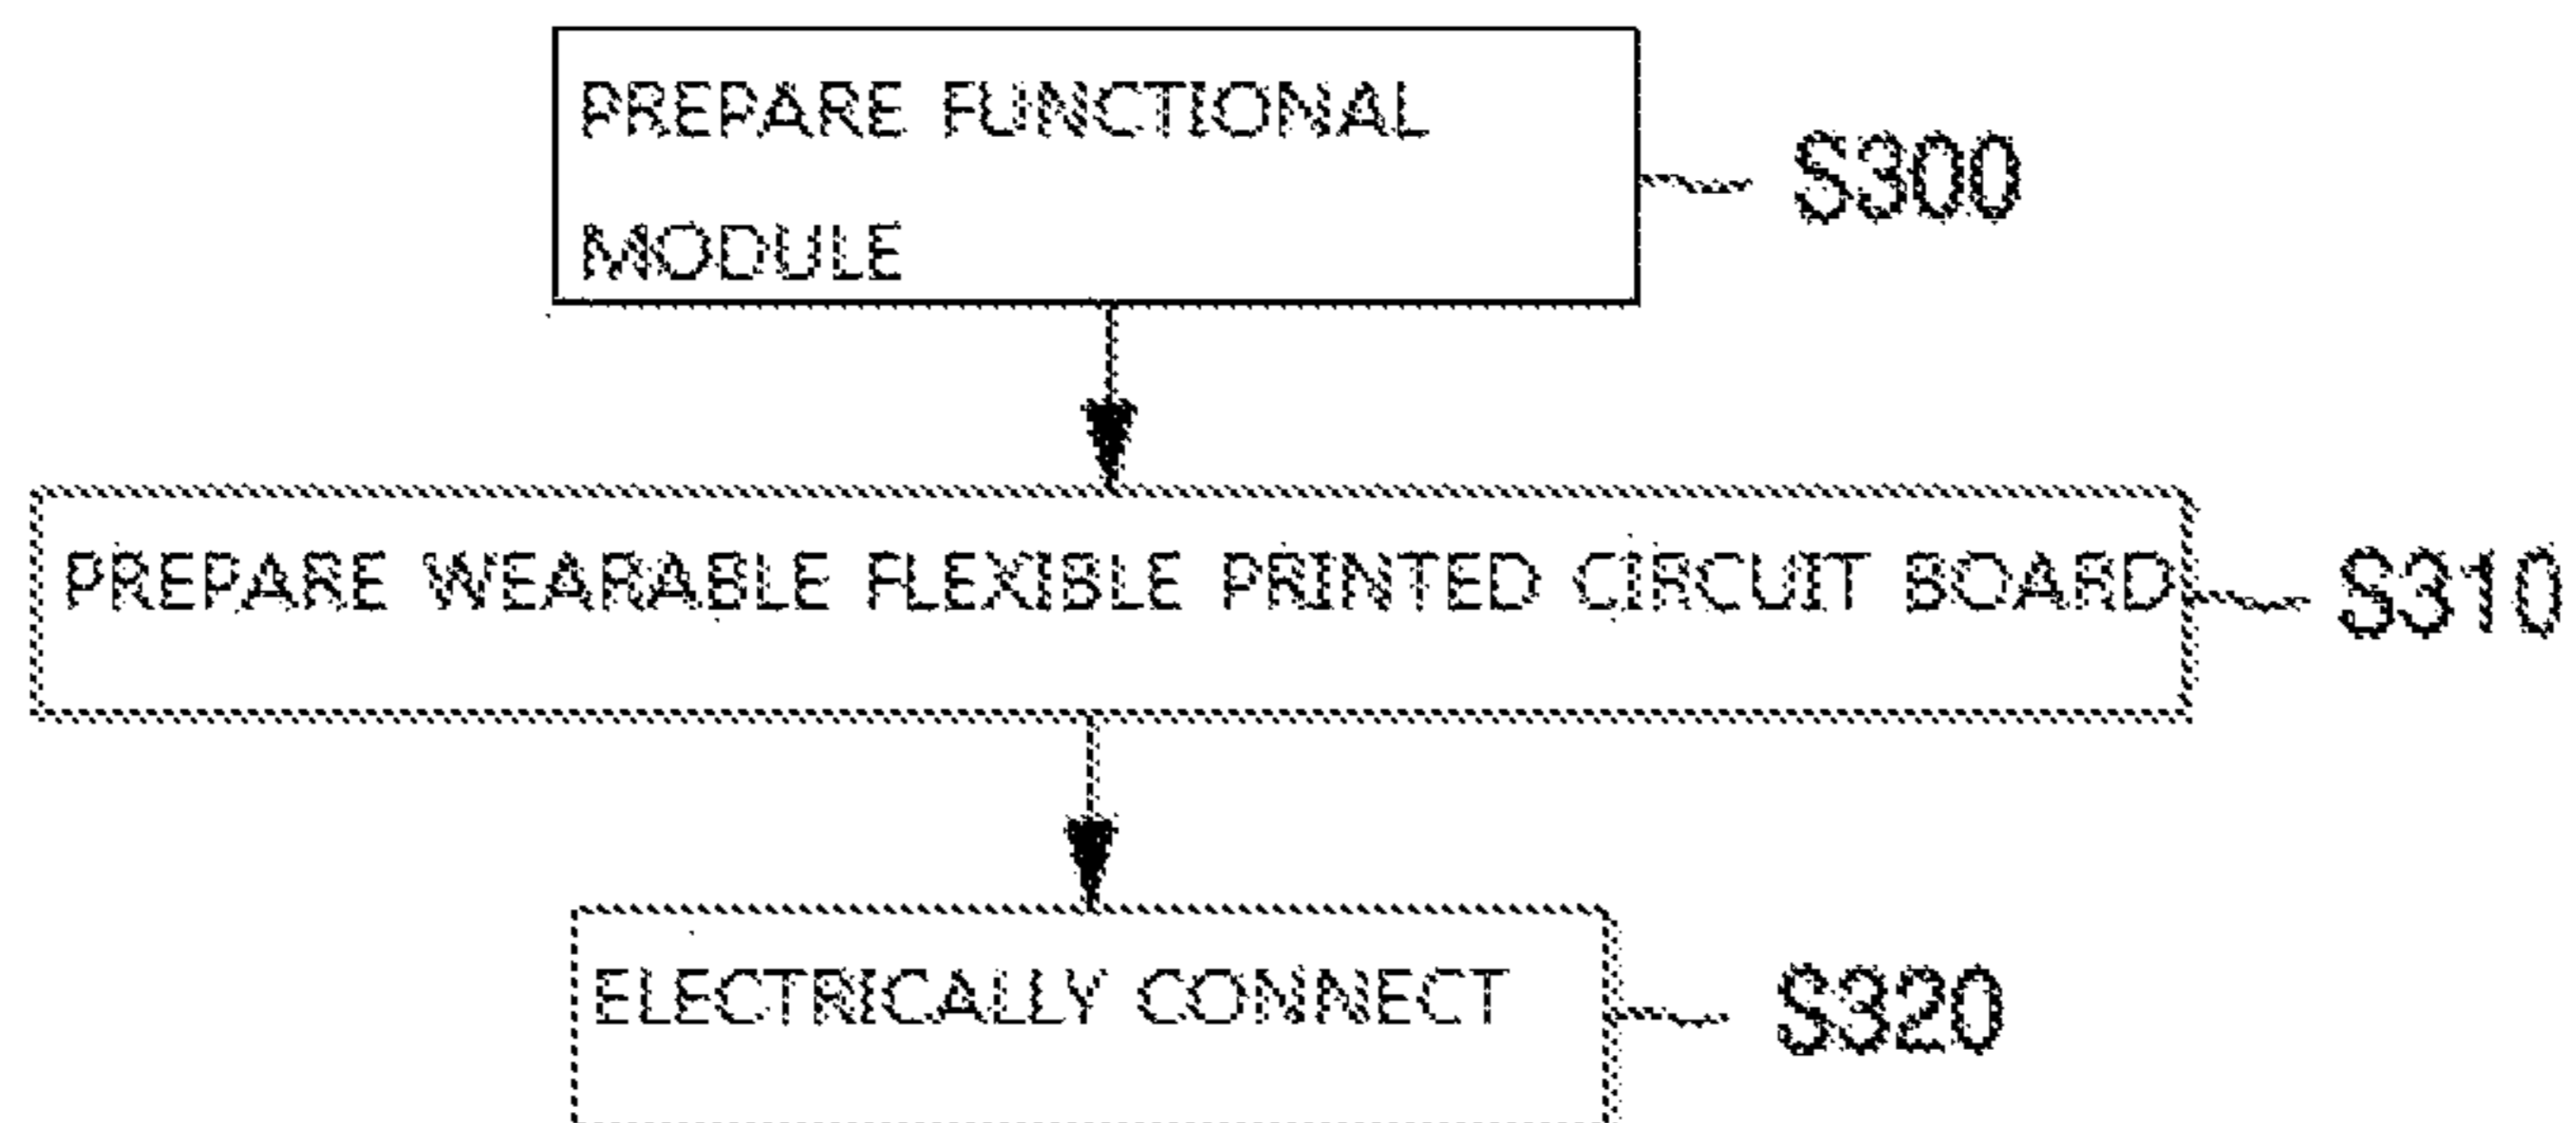 PREPARE FUNCTIONAL
MODULE
S300
PREPARE WEARABLE FLEXIBLE PRINTED CIRCUIT BOARD
S310
ELECTRICALLY CONNECT
S320